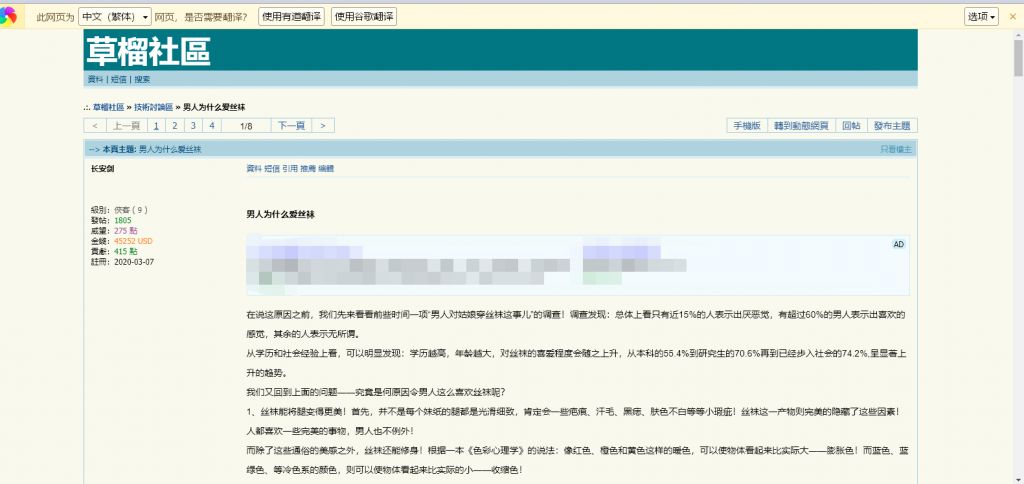 此网页为 中文（繁体） 网页，是否需要翻译？ 使用有道翻译 使用谷歌翻译 选项
草榴社區
資料 | 短信 | 搜索
.:. 草榴社區 » 技術討論區 » 男人为什么爱丝袜
< 上一頁 1 2 3 4 1/8 下一頁 > 手機版 轉到動態網頁 回帖 發布主題
--> 本頁主題: 男人为什么爱丝袜 只看樓主
长安剑 資料 短信 引用 推薦 編輯
級別: 俠客 ( 9 )
發帖: 1805
威望: 275 點
金錢: 45252 USD
貢獻: 415 點
註冊: 2020-03-07
男人为什么爱丝袜
AD
在说这原因之前，我们先来看看前些时间一项“男人对姑娘穿丝袜这事儿”的调查！调查发现：总体上看只有近15%的人表示出厌恶觉，有超过60%的男人表示出喜欢的
感觉，其余的人表示无所谓。
从学历和社会经验上看，可以明显发现：学历越高，年龄越大，对丝袜的喜爱程度会随之上升，从本科的55.4%到研究生的70.6%再到已经步入社会的74.2%,呈显著上
升的趋势。
我们又回到上面的问题——究竟是何原因令男人这么喜欢丝袜呢？
1、丝袜能将腿变得更美！首先，并不是每个妹纸的腿都是光滑细致，肯定会一些疤痕、汗毛、黑痣、肤色不白等等小瑕疵！丝袜这一产物则完美的隐藏了这些因素！
人都喜欢一些完美的事物，男人也不例外！
而除了这些通俗的美感之外，丝袜还能修身！根据一本《色彩心理学》的说法：像红色、橙色和黄色这样的暖色，可以使物体看起来比实际大——膨胀色！而蓝色、蓝
绿色、等冷色系的颜色，则可以使物体看起来比实际的小——收缩色！